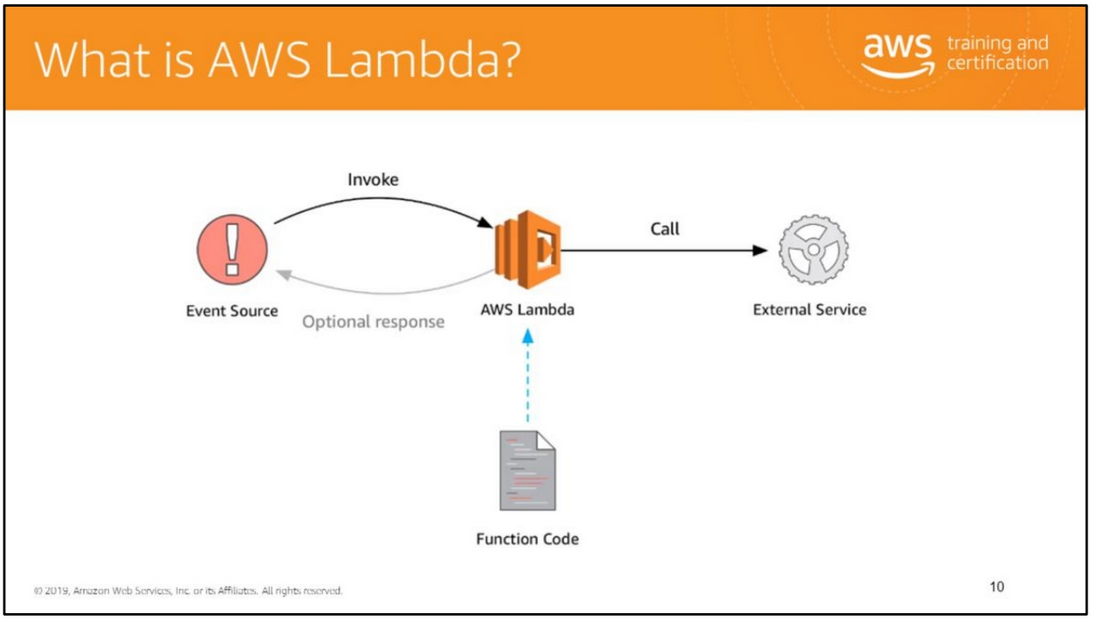 What is AWS Lambda?
aws training and
certification
Invoke
Call
Event Source
Optional response
AWS Lambda
External Service
Function Code
© 2019, Amazon Web Services, Inc. or its Affiliates. All rights reserved.
10